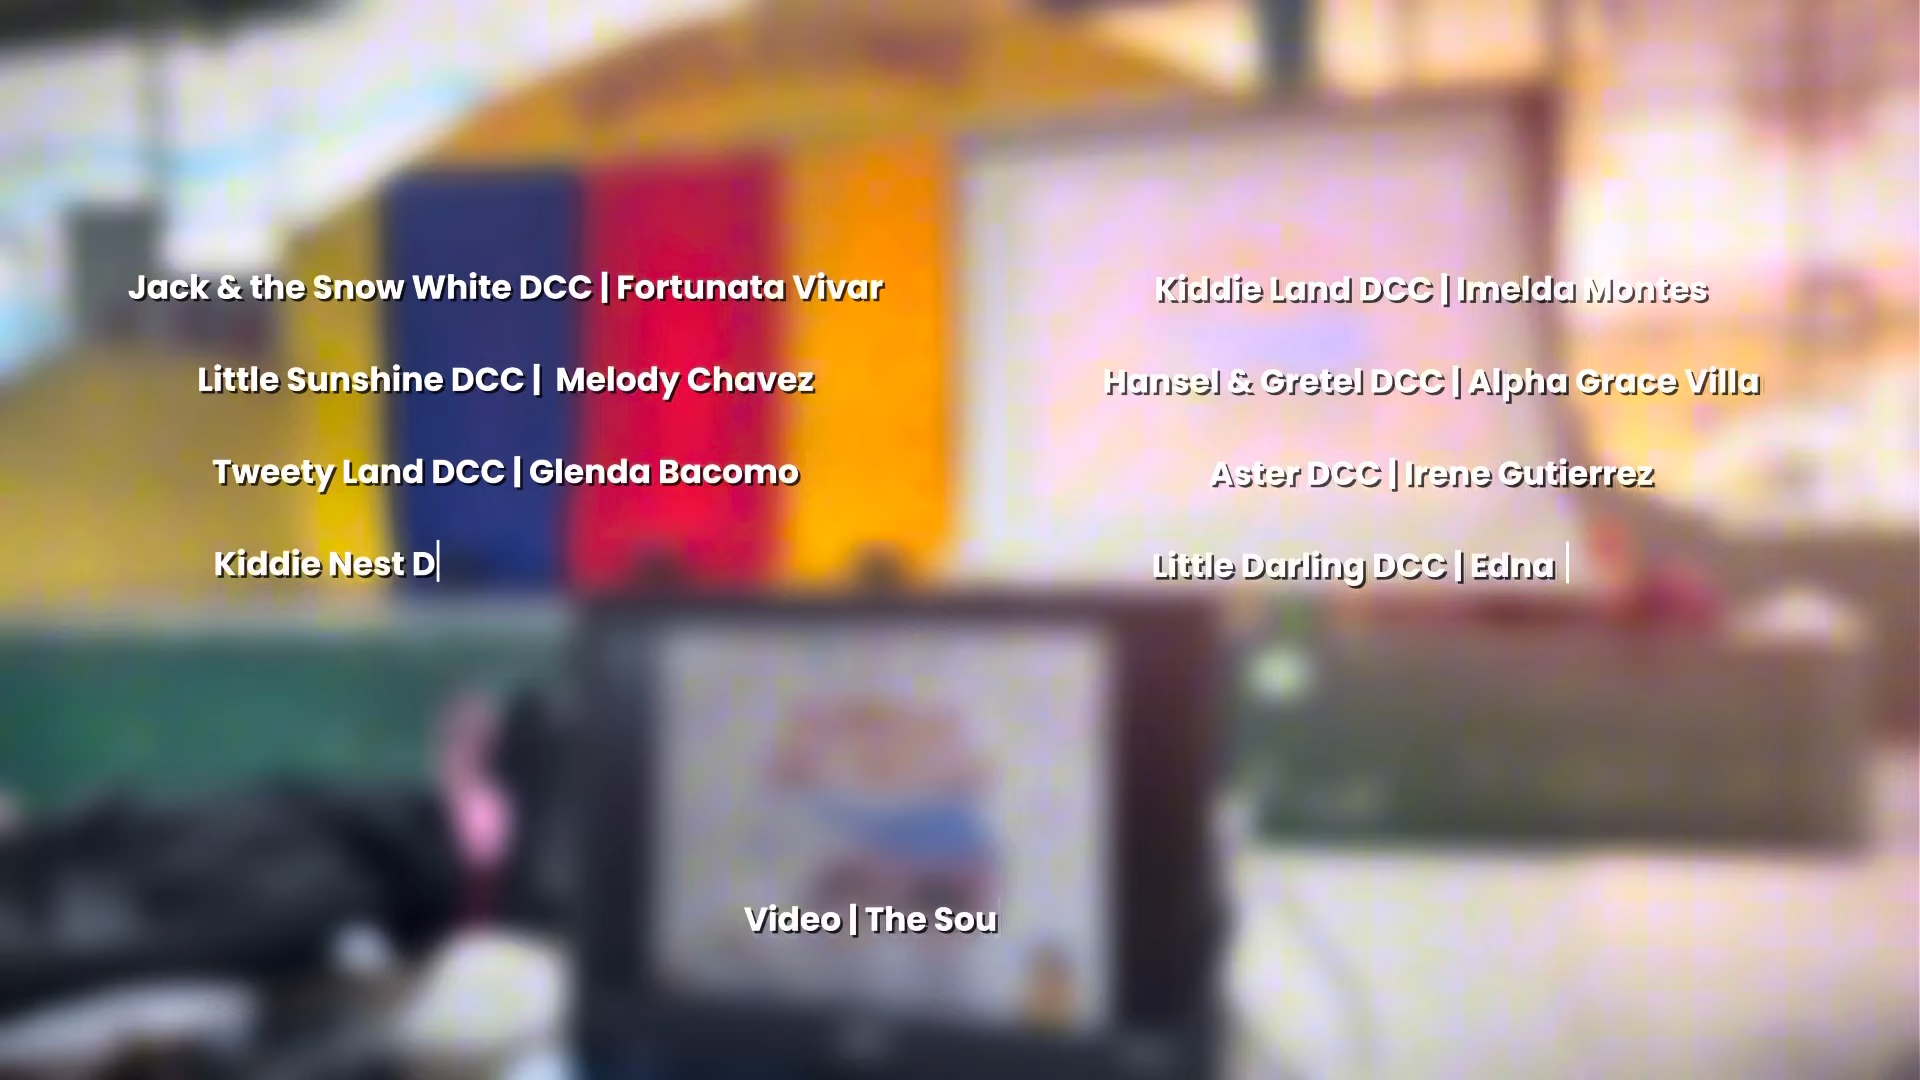 Jack & the Snow White DCC | Fortunata Vivar
Little Sunshine DCC | Melody Chavez
Tweety Land DCC | Glenda Bacomo
Kiddie Nest D
Kiddie Land DCC | Imelda Montes
Hansel & Gretel DCC | Alpha Grace Villa
Aster DCC | Irene Gutierrez
Little Darling DCC | Edna
Video | The Sou